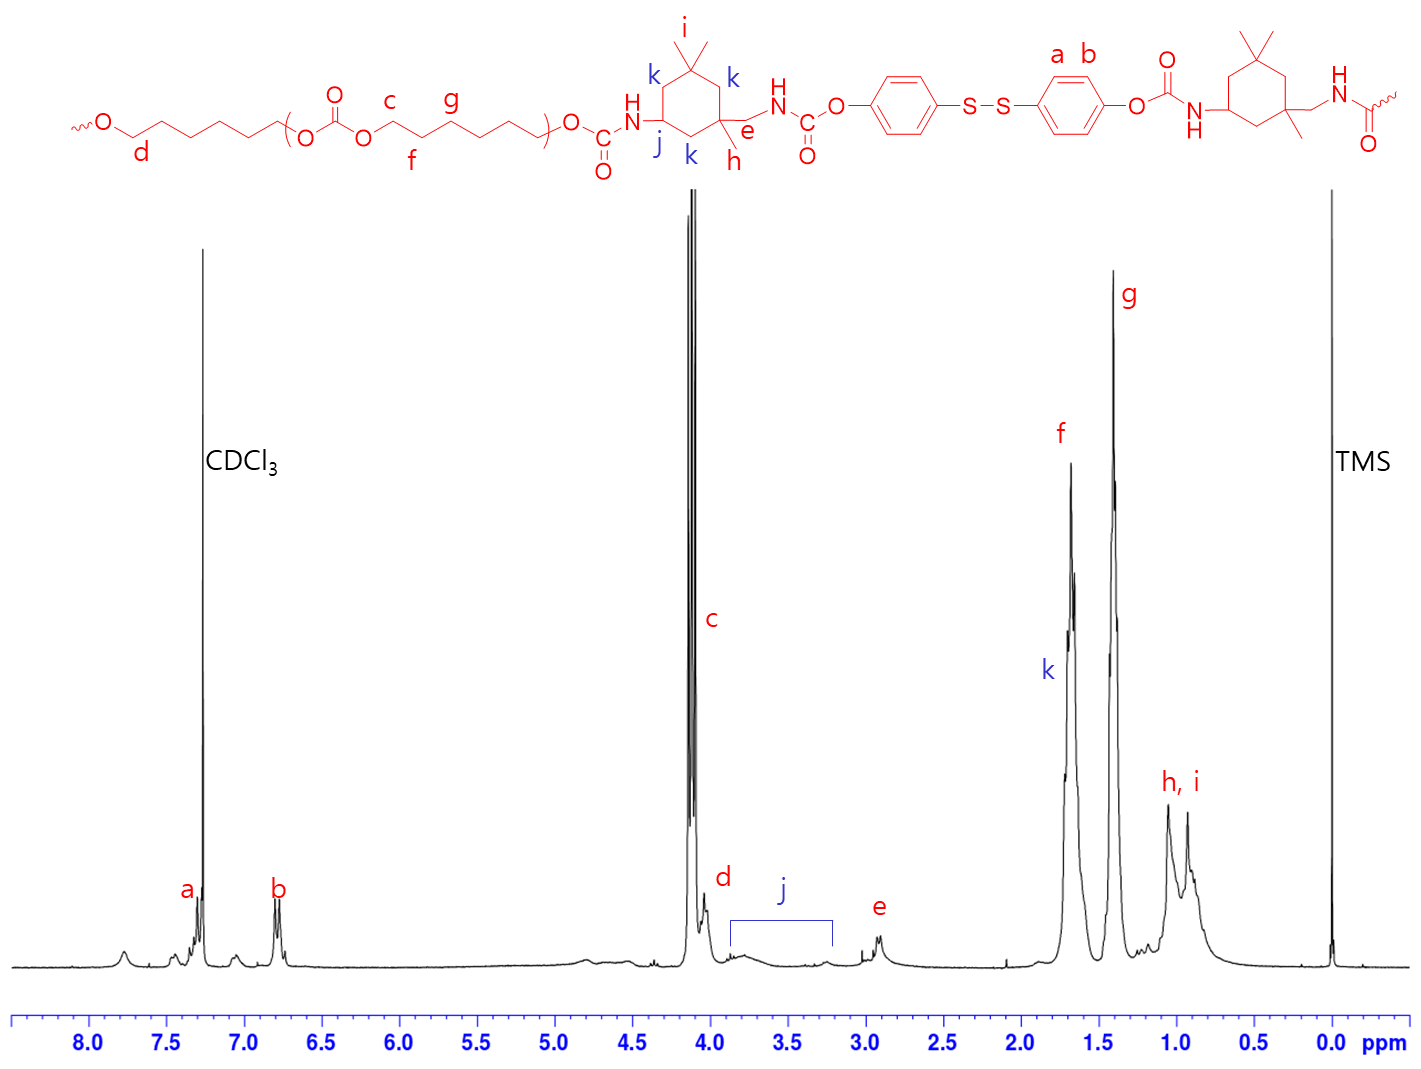 i
a b
k k
O H O H
c g H N O S S O N
O O O N O O N N
d O O H O
f O j k e O H
h
g
f
CDCl3
TMS
c
k
h, i
a b d j e
8.0 7.5 7.0 6.5 6.0 5.5 5.0 4.5 4.0 3.5 3.0 2.5 2.0 1.5 1.0 0.5 0.0 ppm